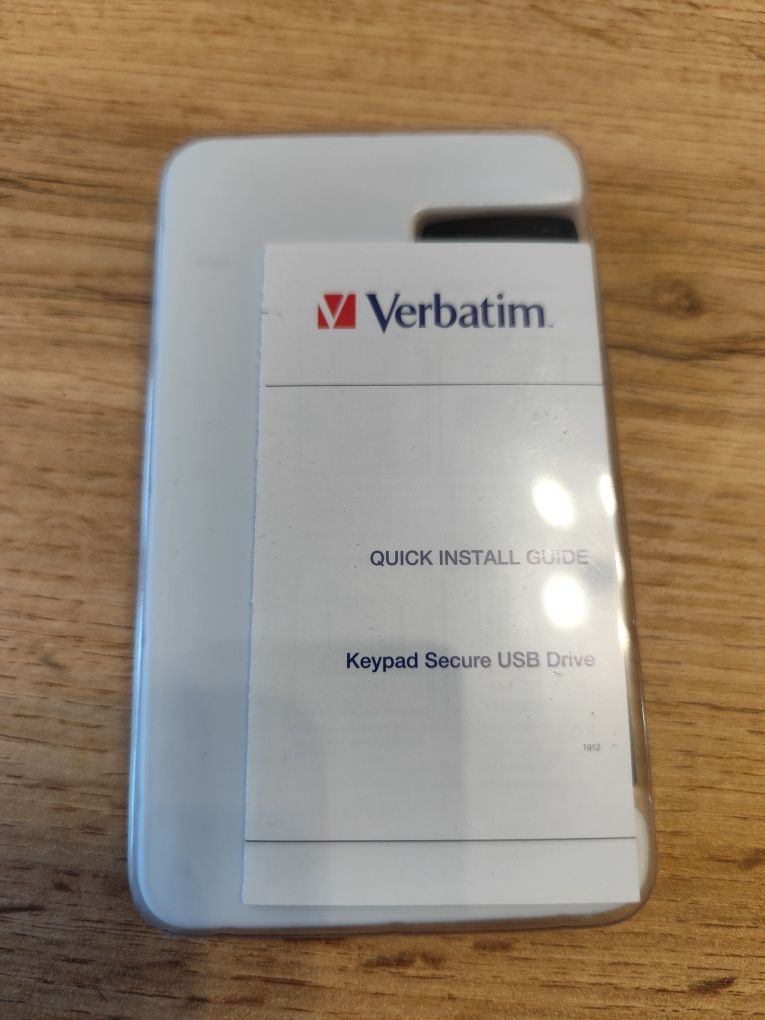 Verbatim
QUICK INSTALL GUIDE
Keypad Secure USB Drive
1912